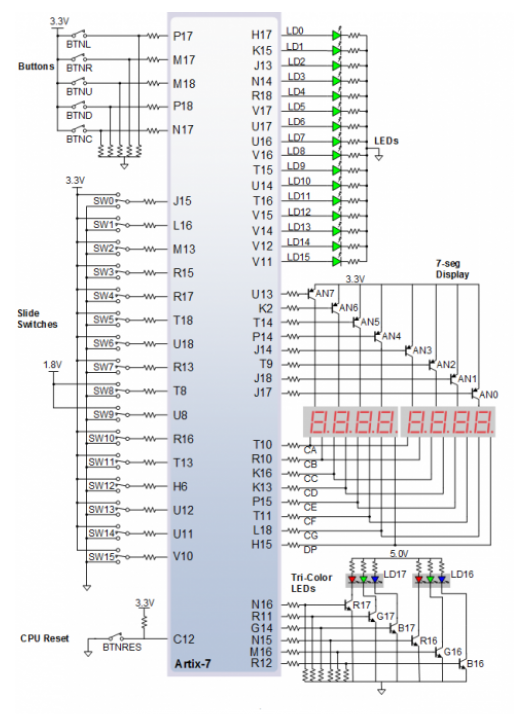 3.3V
BTNL
P17
BTNR
M17
Buttons
BTNU
M18
BTND
P18
BTNC
N17
H17 LD0
K15 LD1
J13 LD2
N14 LD3
R18 LD4
V17 LD5
U17 LD6
U16 LD7
V16 LD8
T15 LD9
U14 LD10
T16 LD11
V15 LD12
V14 LD13
V12 LD14
V11 LD15
LEDs
3.3V
SW0 J15
SW1 L16
SW2 M13
SW3 R15
SW4 R17
Slide
Switches
SW5 T18
SW6 U18
1.8V
SW7 R13
SW8 T8
SW9 U8
SW10 R16
SW11 T13
SW12 H6
SW13 U12
SW14 U11
SW15 V10
7-seg
Display
3.3V
U13 AN7
K2 AN6
T14 AN5
P14 AN4
J14 AN3
T9 AN2
J18 AN1
J17 AN0
8.8.8.8. 8.8.8.8.
T10 CA
R10 CB
K16 CC
K13 CD
P15 CE
T11 CF
L18 CG
H15 DP
5.0V
Tri-Color
LEDs
LD17
LD16
N16 R17
R11 G17
G14 B17
N15 R16
M16 G16
R12 B16
3.3V
CPU Reset
BTNRES
C12
Artix-7